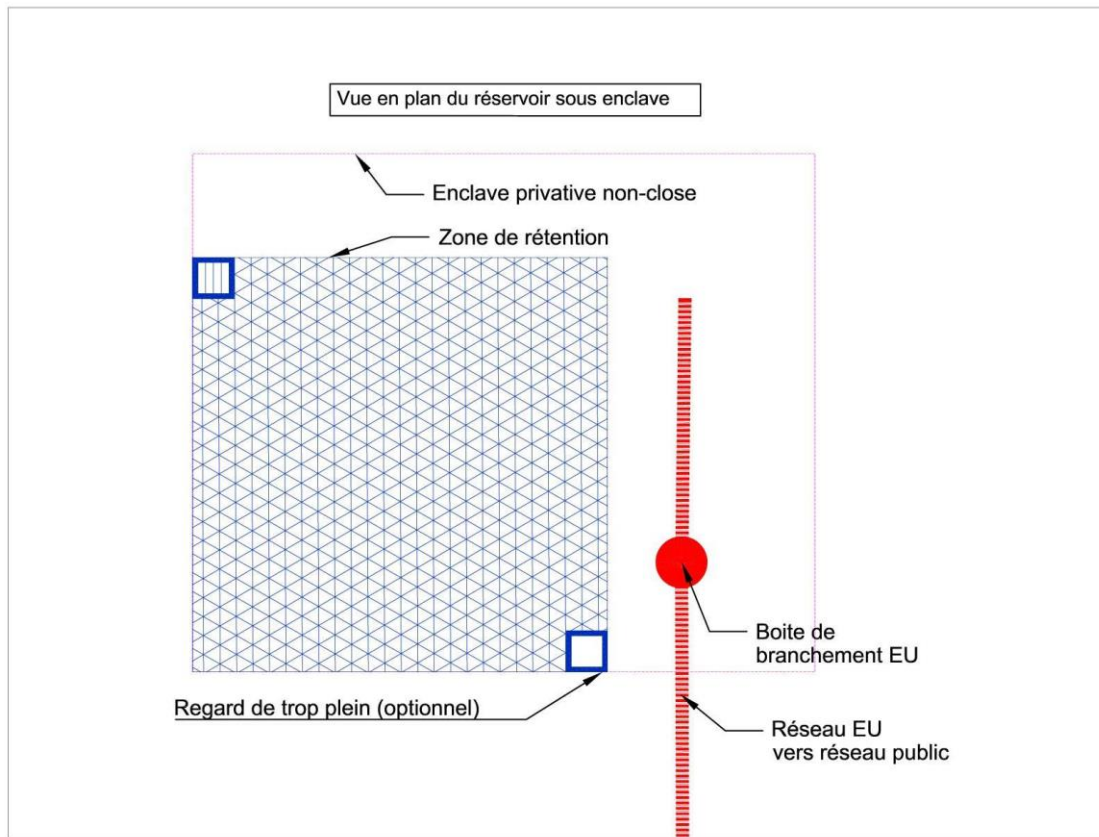 Vue en plan du réservoir sous enclave
Enclave privative non-close
Zone de rétention
Boite de
branchement EU
Regard de trop plein (optionnel)
Réseau EU
vers réseau public